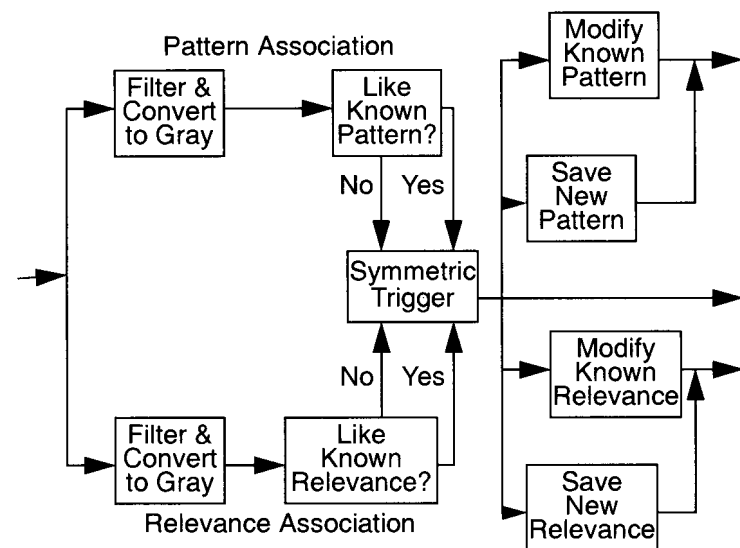 Pattern Association
Filter &
Convert
to Gray
Like
Known
Pattern?
No
Yes
Symmetric
Trigger
No
Yes
Filter &
Convert
to Gray
Like
Known
Relevance?
Relevance Association
Modify
Known
Pattern
Save
New
Pattern
Modify
Known
Relevance
Save
New
Relevance